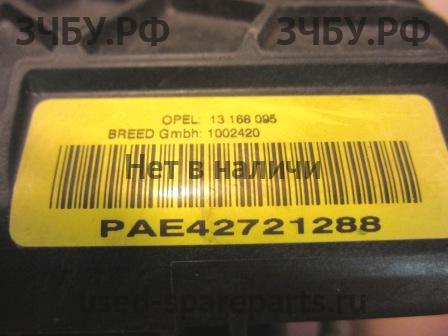 ЗЧБУ.РФ ЗЧБУ.РФ
OPEL: 13 168 095
BREED Gmbh: 1002420
Нет в наличи
PAE42721288
used-spareparts.ru